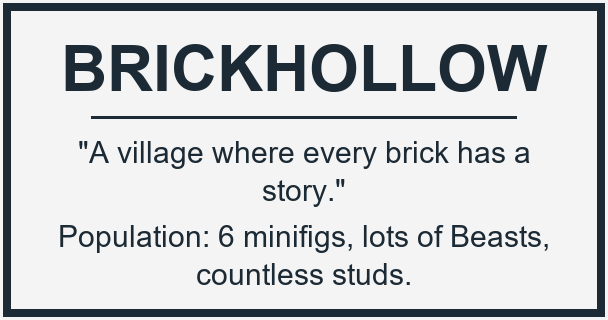 BRICKHOLLOW
"A village where every brick has a
story."
Population: 6 minifigs, lots of Beasts,
countless studs.